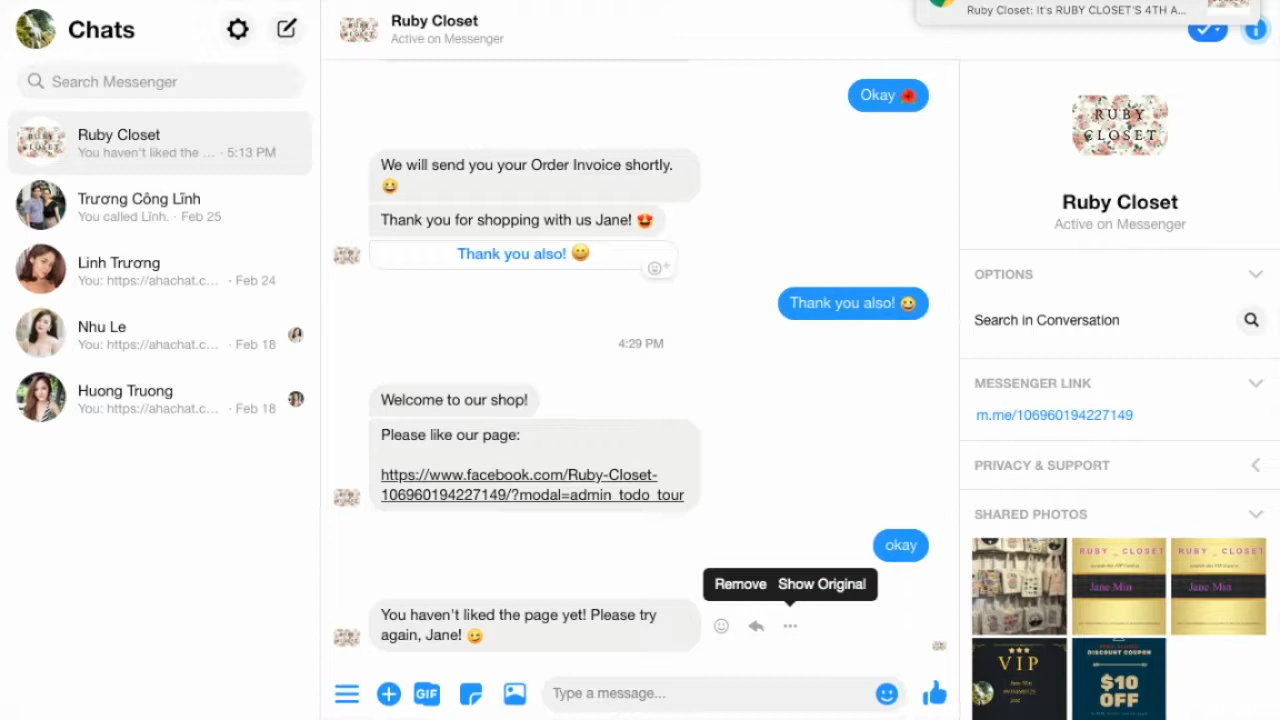 Chats
Search Messenger
Ruby Closet
You haven't liked the ... · 5:13 PM
Trương Công Lĩnh
You called Lĩnh. · Feb 25
Linh Trương
You: https://ahachat.c... · Feb 24
Nhu Le
You: https://ahachat.c... · Feb 18
Huong Truong
You: https://ahachat.c... · Feb 18
Ruby Closet
Active on Messenger
Ruby Closet: It's RUBY CLOSET'S 4TH A...
Okay 🌺
We will send you your Order Invoice shortly.
😀
Thank you for shopping with us Jane! 😍
Thank you also! 😀
Thank you also! 😀
4:29 PM
Welcome to our shop!
Please like our page:
https://www.facebook.com/Ruby-Closet-
106960194227149/?modal=admin_todo_tour
okay
Remove Show Original
You haven't liked the page yet! Please try
again, Jane! 😉
GIF
Type a message...
RUBY
CLOSET
Ruby Closet
Active on Messenger
OPTIONS
Search in Conversation
MESSENGER LINK
m.me/106960194227149
PRIVACY & SUPPORT
SHARED PHOTOS
RUBY _ CLOSET
Jane Min
RUBY _ CLOSET
Jane Min
VIP
Jane Min
DISCOUNT COUPON
$10
OFF